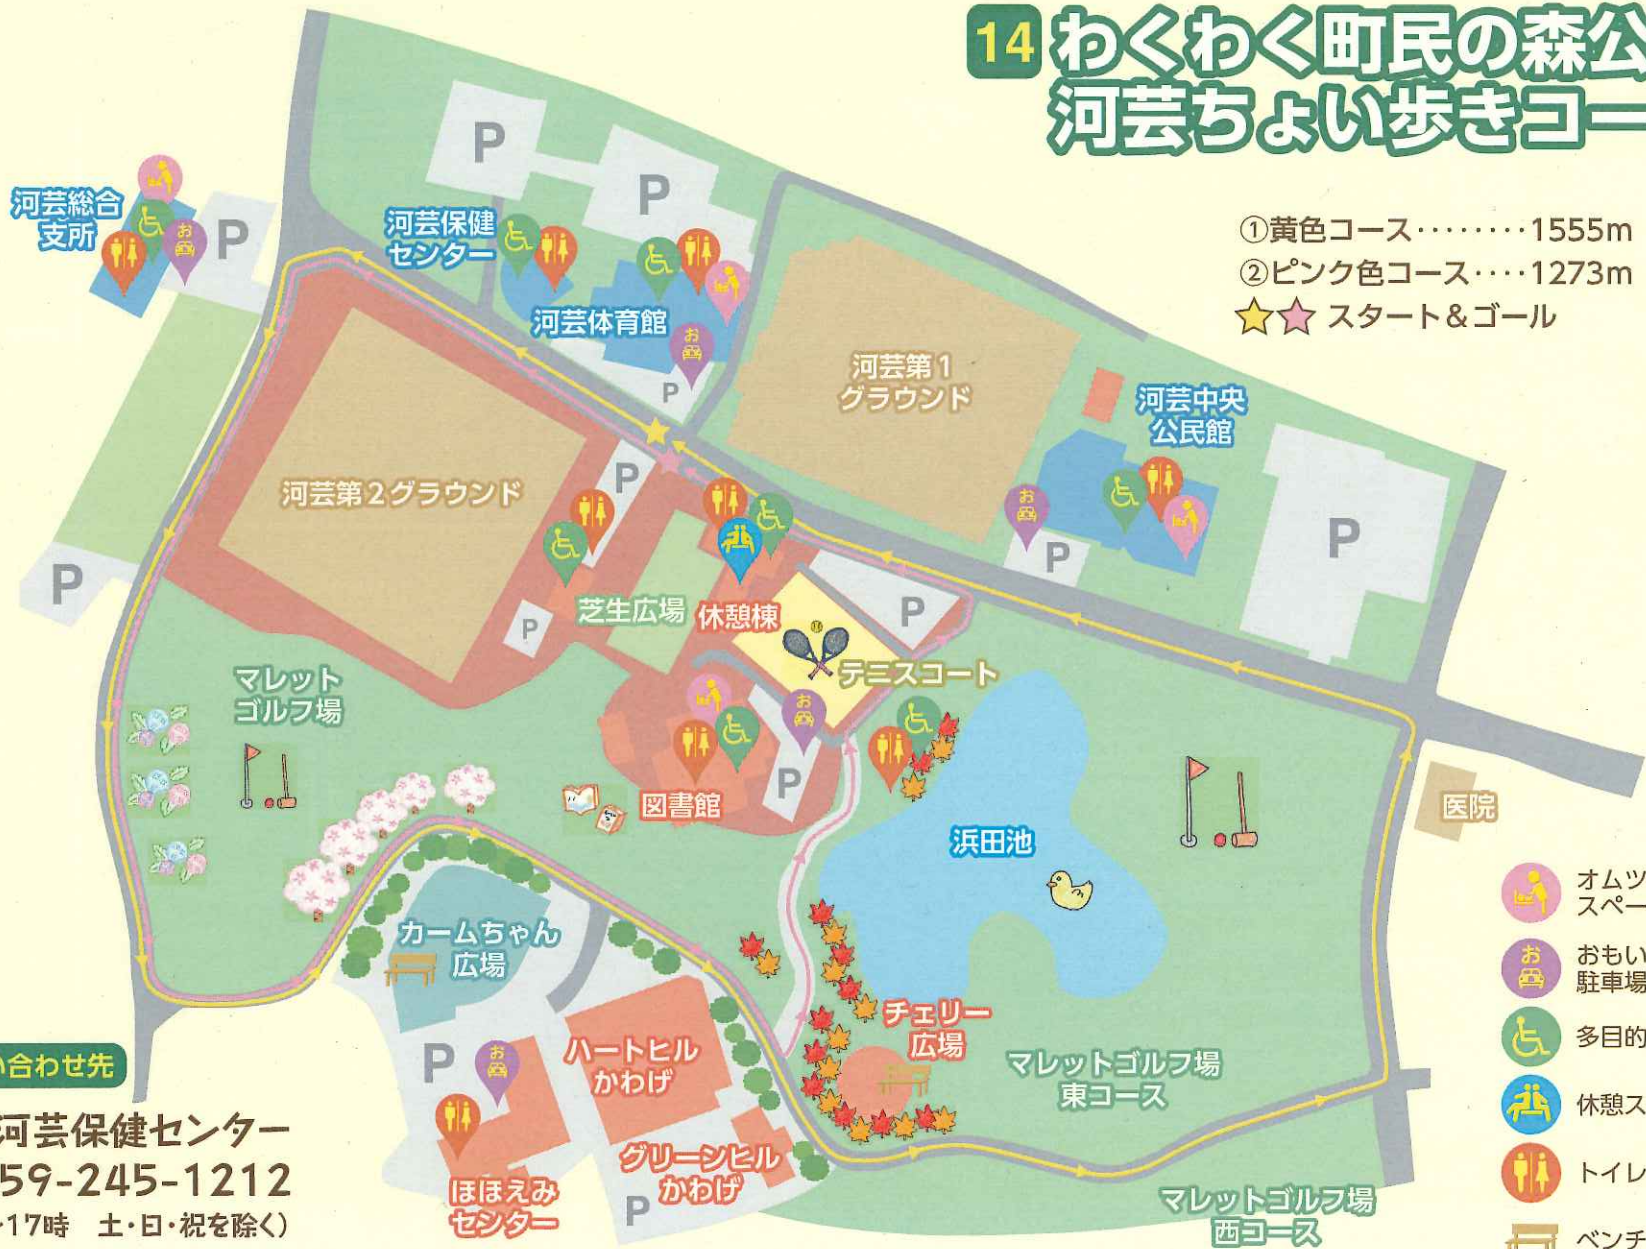 14 わくわく町民の森公
河芸ちょい歩きコー
①黄色コース········1555m
②ピンク色コース····1273m
スタート&ゴール
P
P
河芸総合
支所
お
P
河芸保健
センター
河芸体育館
お
P
河芸第1
グラウンド
河芸中央
公民館
お
P
P
河芸第2グラウンド
P
P
芝生広場
休憩棟
P
P
テニスコート
マレット
ゴルフ場
お
P
図書館
浜田池
医院
カームちゃん
広場
チェリー
広場
P
お
ハートヒル
かわげ
マレットゴルフ場
東コース
グリーンヒル
かわげ
P
ほほえみ
センター
マレットゴルフ場
西コース
い合わせ先
河芸保健センター
59-245-1212
17時 土・日・祝を除く)
オムツ
スペー
お
おもい
駐車場
多目的
休憩ス
トイレ
ベンチ